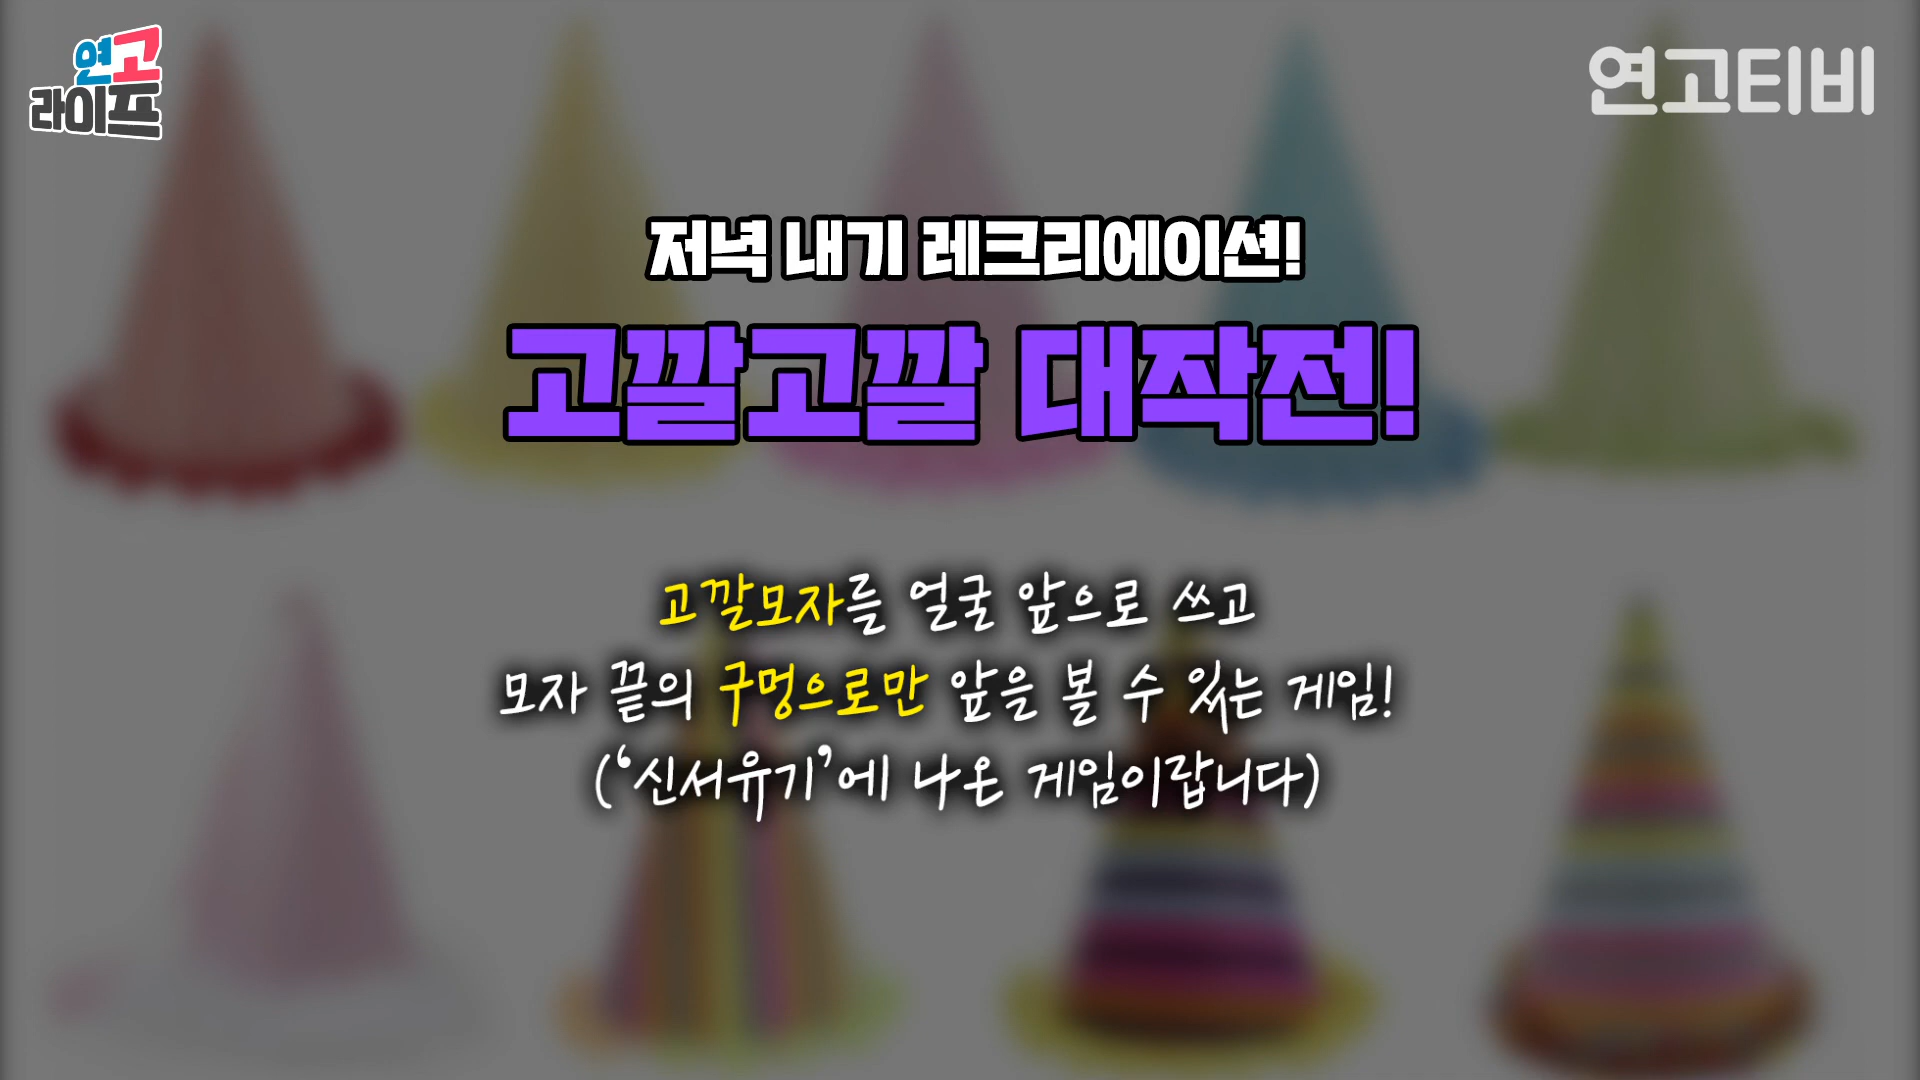 연고
라이프
연고티비
저녁 내기 레크리에이션!
고깔고깔 대작전!
고깔모자를 얼굴 앞으로 쓰고
모자 끝의 구멍으로만 앞을 볼 수 있는 게임!
(‘신서유기’에 나온 게임이랍니다)